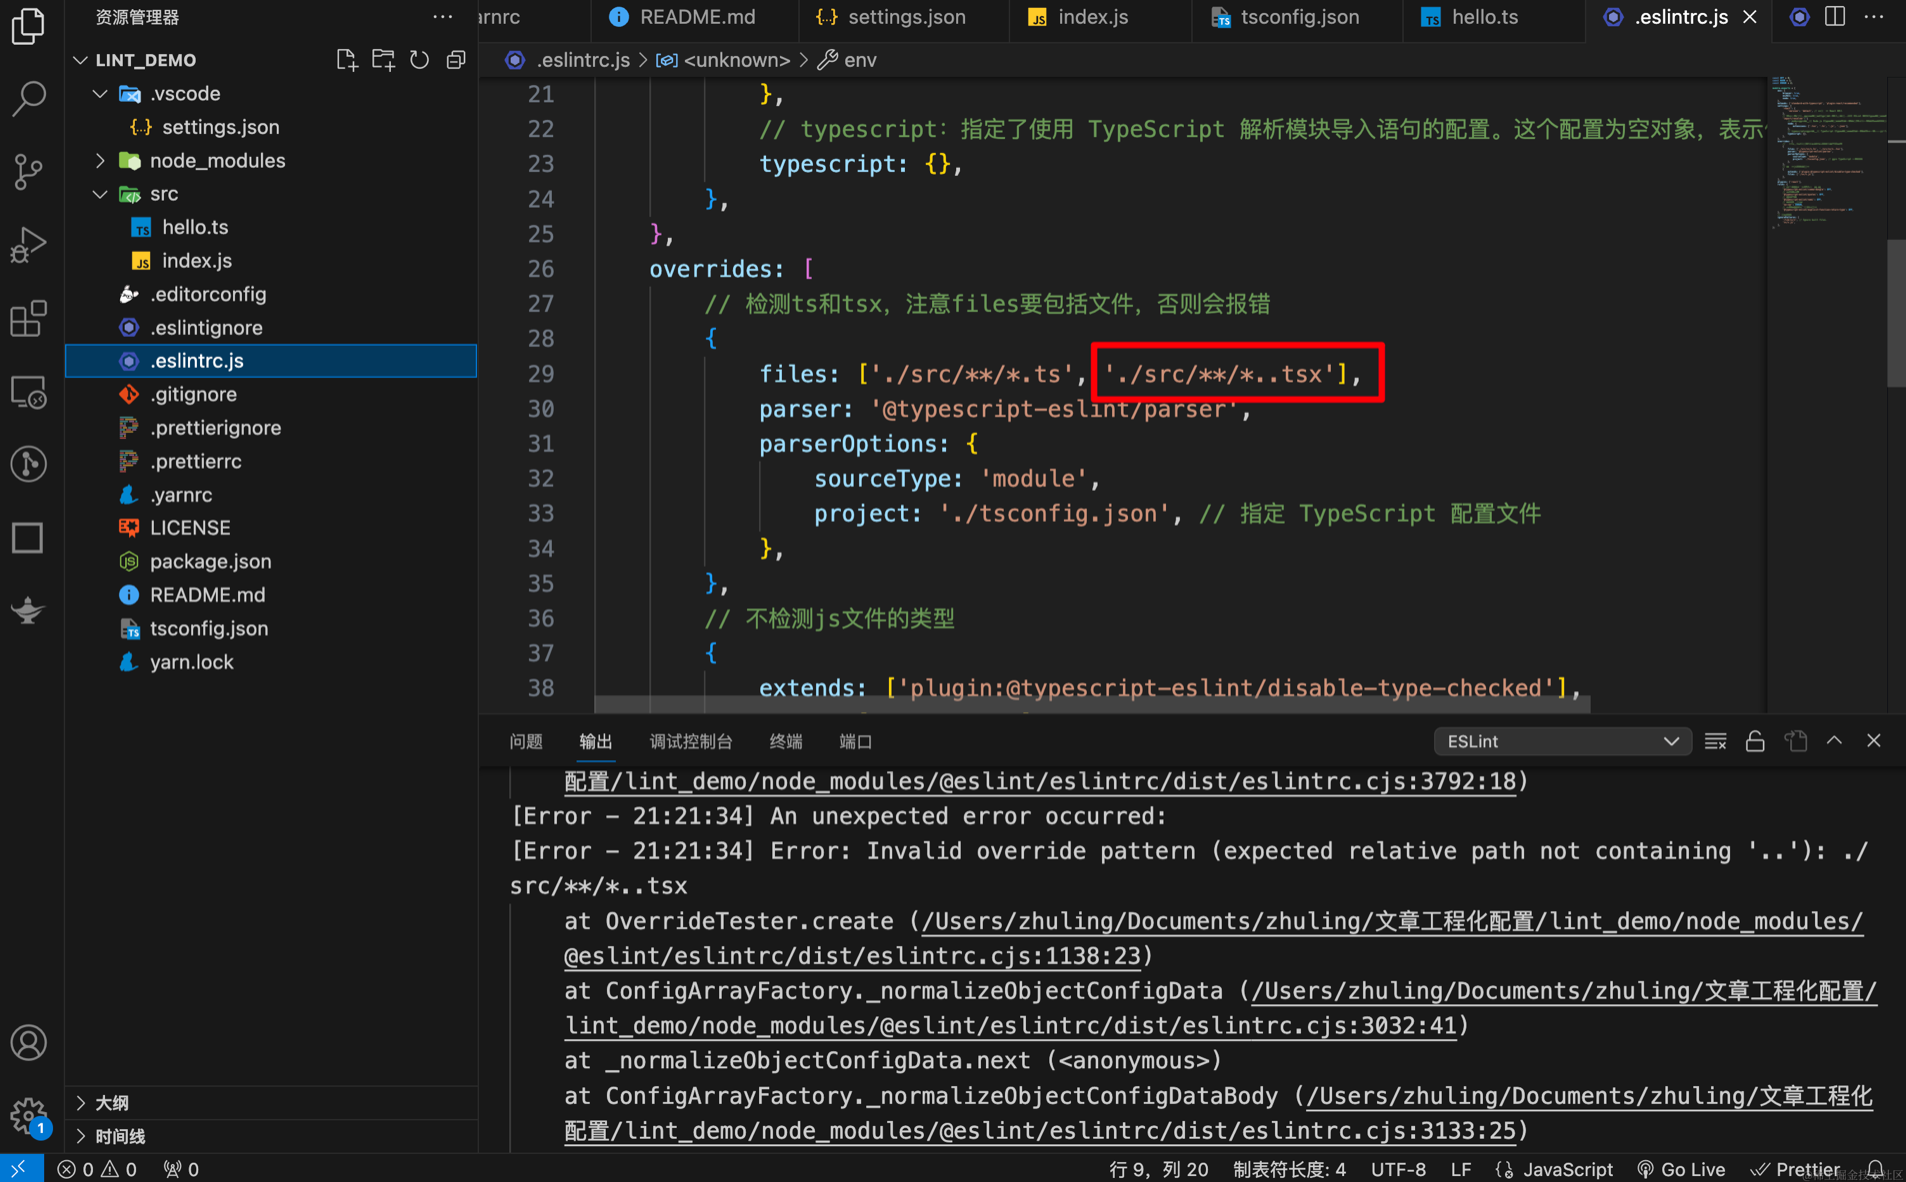 资源管理器
LINT_DEMO
.vscode
settings.json
node_modules
src
hello.ts
index.js
.editorconfig
.eslintignore
.eslintrc.js
.gitignore
.prettierignore
.prettierrc
.yarnrc
LICENSE
package.json
README.md
tsconfig.json
yarn.lock
大纲
时间线
arnrc
README.md
settings.json
index.js
tsconfig.json
hello.ts
.eslintrc.js
.eslintrc.js > <unknown> > env
21 },
22 // typescript：指定了使用 TypeScript 解析模块导入语句的配置。这个配置为空对象，表示
23 typescript: {},
24 },
25 },
26 overrides: [
27 // 检测ts和tsx，注意files要包括文件，否则会报错
28 {
29 files: ['./src/**/*.ts', './src/**/*..tsx'],
30 parser: '@typescript-eslint/parser',
31 parserOptions: {
32 sourceType: 'module',
33 project: './tsconfig.json', // 指定 TypeScript 配置文件
34 },
35 },
36 // 不检测js文件的类型
37 {
38 extends: ['plugin:@typescript-eslint/disable-type-checked'],
问题 输出 调试控制台 终端 端口
ESLint
配置/lint_demo/node_modules/@eslint/eslintrc/dist/eslintrc.cjs:3792:18)
[Error - 21:21:34] An unexpected error occurred:
[Error - 21:21:34] Error: Invalid override pattern (expected relative path not containing '..'): ./
src/**/*..tsx
at OverrideTester.create (/Users/zhuling/Documents/zhuling/文章工程化配置/lint_demo/node_modules/
@eslint/eslintrc/dist/eslintrc.cjs:1138:23)
at ConfigArrayFactory._normalizeObjectConfigData (/Users/zhuling/Documents/zhuling/文章工程化配置/
lint_demo/node_modules/@eslint/eslintrc/dist/eslintrc.cjs:3032:41)
at _normalizeObjectConfigData.next (<anonymous>)
at ConfigArrayFactory._normalizeObjectConfigDataBody (/Users/zhuling/Documents/zhuling/文章工程化
配置/lint_demo/node_modules/@eslint/eslintrc/dist/eslintrc.cjs:3133:25)
1
0 0 0 行 9，列 20 制表符长度: 4 UTF-8 LF JavaScript Go Live Prettier
@稀土掘金技术社区